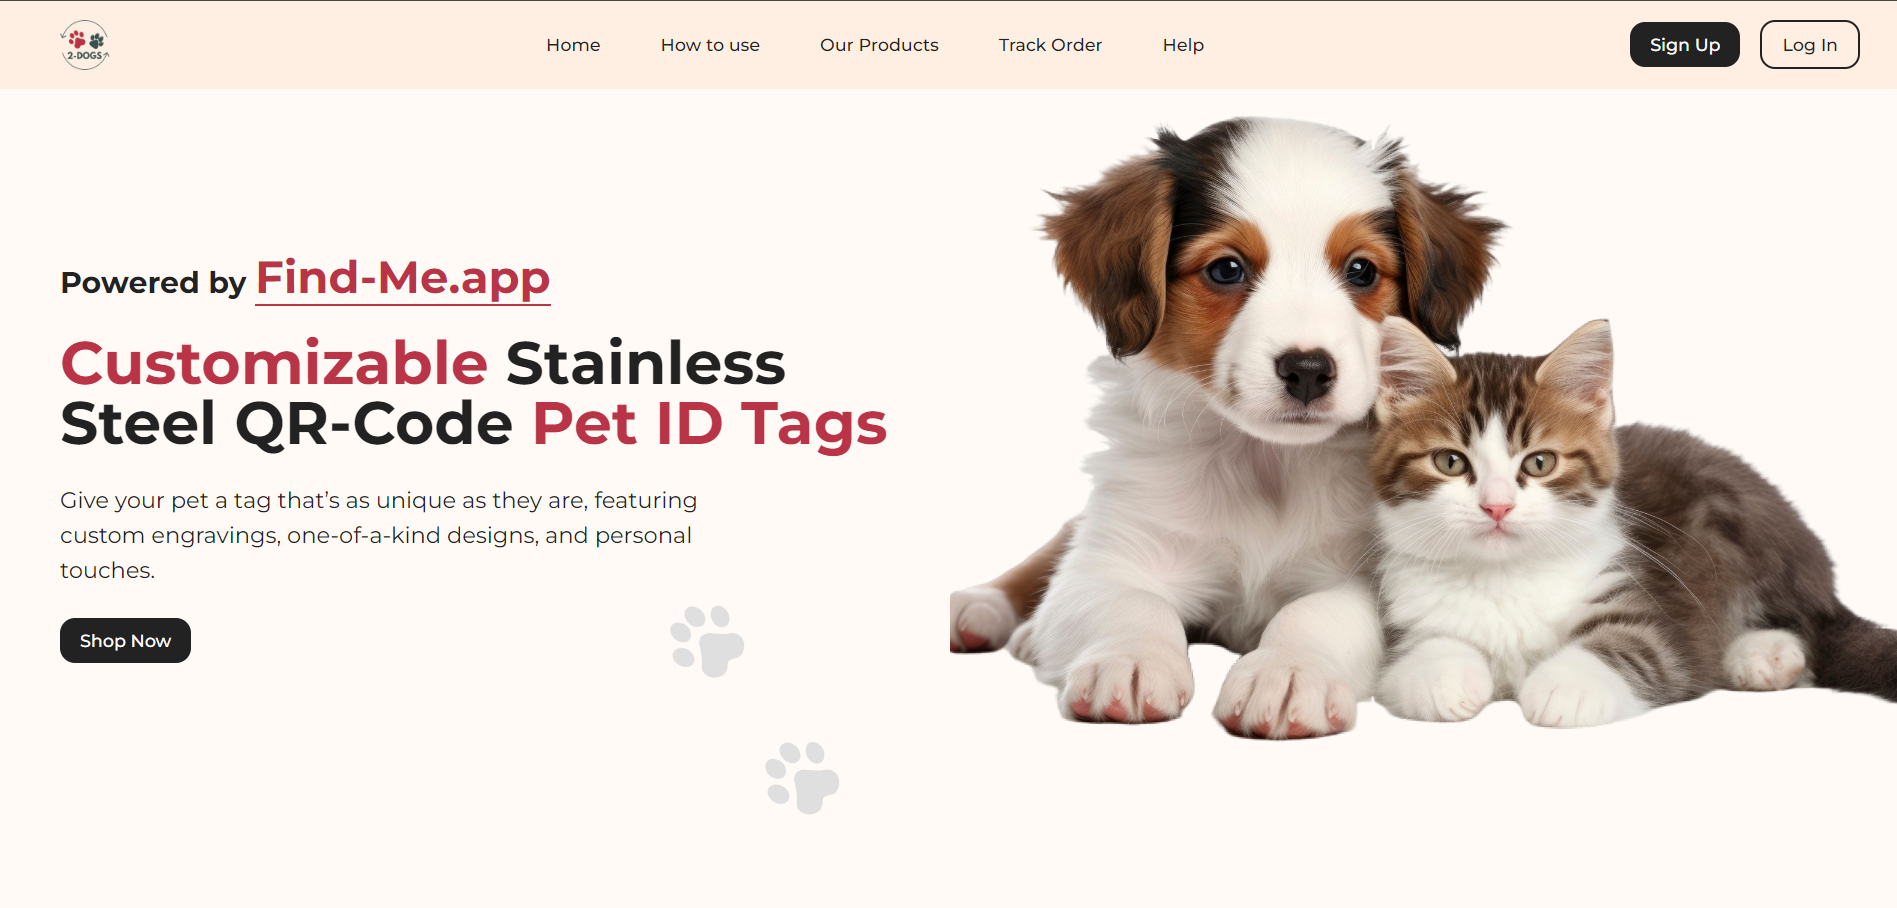 2-DOGS
Home
How to use
Our Products
Track Order
Help
Sign Up
Log In
Powered by Find-Me.app
Customizable Stainless
Steel QR-Code Pet ID Tags
Give your pet a tag that’s as unique as they are, featuring
custom engravings, one-of-a-kind designs, and personal
touches.
Shop Now